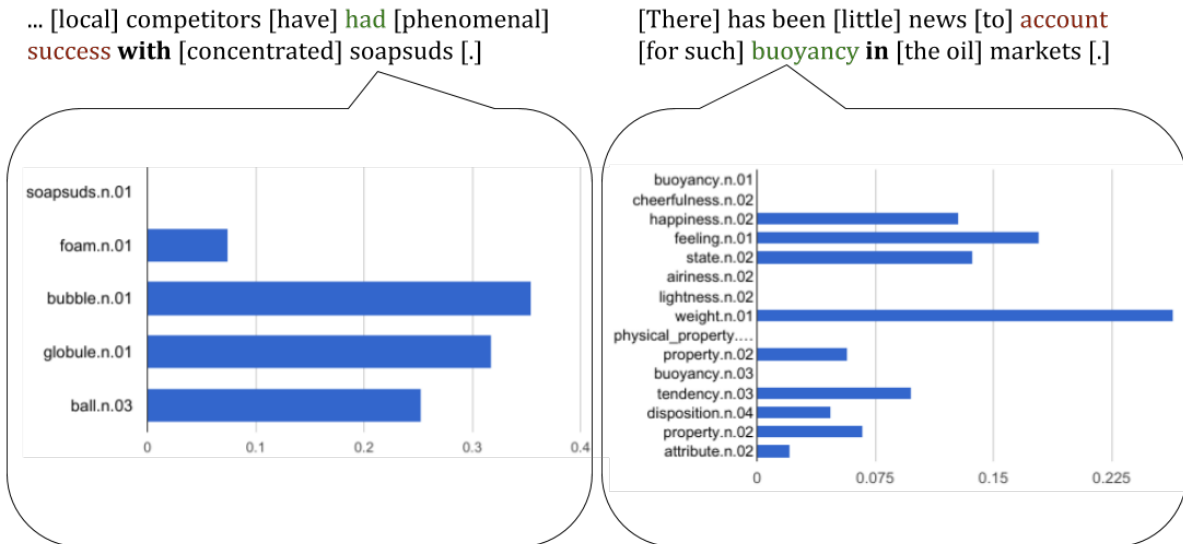 ... [local] competitors [have] had [phenomenal]
success with [concentrated] soapsuds [.]
soapsuds.n.01
foam.n.01
bubble.n.01
globule.n.01
ball.n.03
0 0.1 0.2 0.3 0.4
[There] has been [little] news [to] account
[for such] buoyancy in [the oil] markets [.]
buoyancy.n.01
cheerfulness.n.02
happiness.n.02
feeling.n.01
state.n.02
airiness.n.02
lightness.n.02
weight.n.01
physical_property....
property.n.02
buoyancy.n.03
tendency.n.03
disposition.n.04
property.n.02
attribute.n.02
0 0.075 0.15 0.225